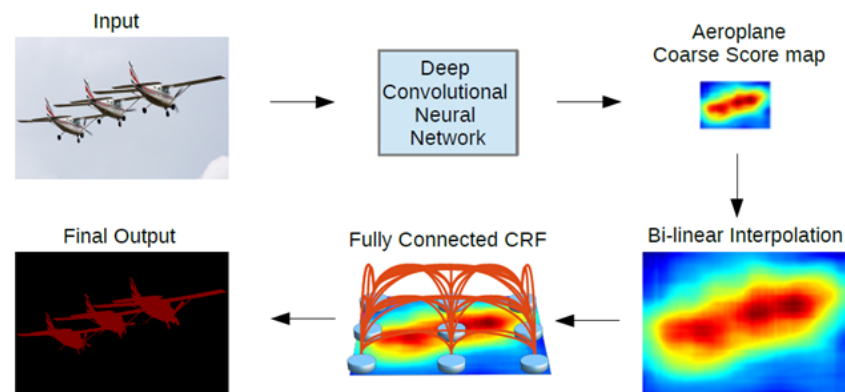 Input
Deep
Convolutional
Neural
Network
Aeroplane
Coarse Score map
Final Output
Fully Connected CRF
Bi-linear Interpolation